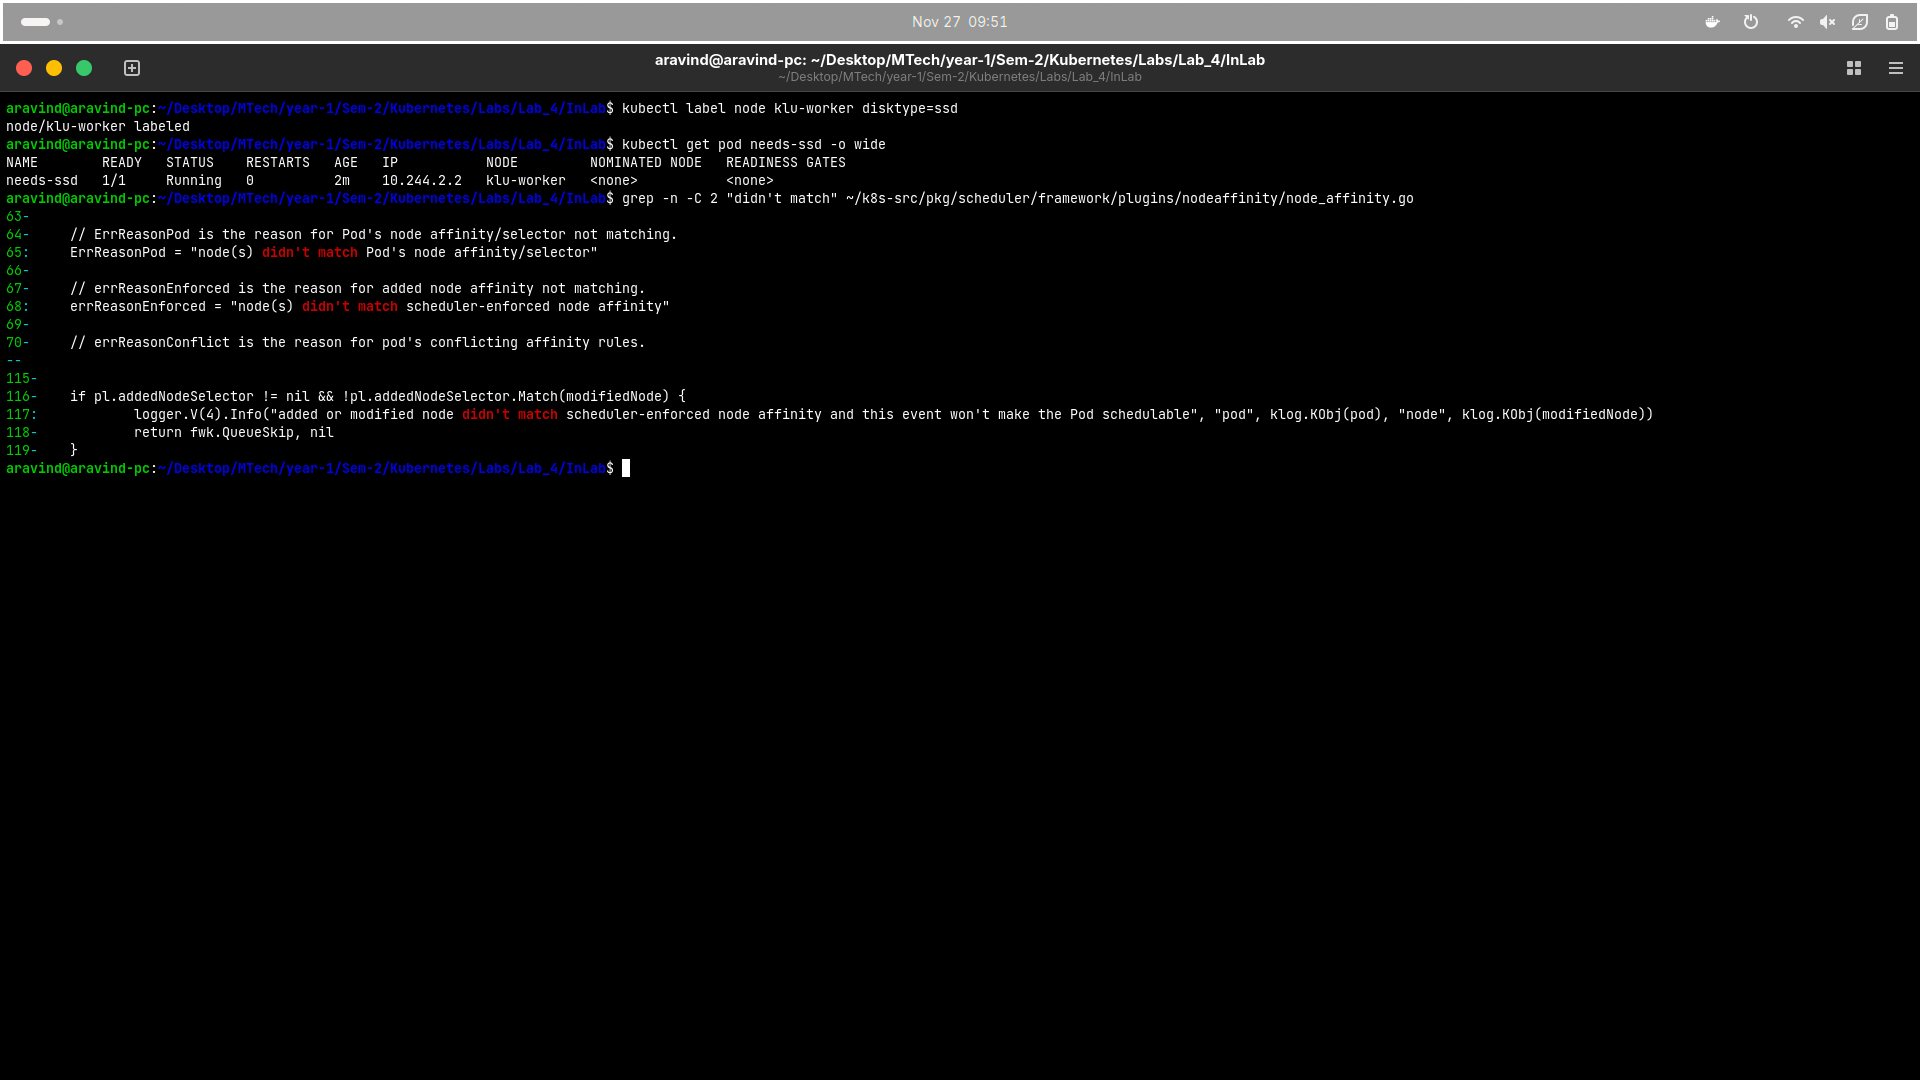 Nov 27 09:51
aravind@aravind-pc: ~/Desktop/MTech/year-1/Sem-2/Kubernetes/Labs/Lab_4/InLab
~/Desktop/MTech/year-1/Sem-2/Kubernetes/Labs/Lab_4/InLab
aravind@aravind-pc:~/Desktop/MTech/year-1/Sem-2/Kubernetes/Labs/Lab_4/InLab$ kubectl label node klu-worker disktype=ssd
node/klu-worker labeled
aravind@aravind-pc:~/Desktop/MTech/year-1/Sem-2/Kubernetes/Labs/Lab_4/InLab$ kubectl get pod needs-ssd -o wide
NAME        READY   STATUS    RESTARTS   AGE   IP           NODE         NOMINATED NODE   READINESS GATES
needs-ssd   1/1     Running   0          2m    10.244.2.2   klu-worker   <none>           <none>
aravind@aravind-pc:~/Desktop/MTech/year-1/Sem-2/Kubernetes/Labs/Lab_4/InLab$ grep -n -C 2 "didn't match" ~/k8s-src/pkg/scheduler/framework/plugins/nodeaffinity/node_affinity.go
63-
64-     // ErrReasonPod is the reason for Pod's node affinity/selector not matching.
65:     ErrReasonPod = "node(s) didn't match Pod's node affinity/selector"
66-
67-     // errReasonEnforced is the reason for added node affinity not matching.
68:     errReasonEnforced = "node(s) didn't match scheduler-enforced node affinity"
69-
70-     // errReasonConflict is the reason for pod's conflicting affinity rules.
--
115-
116-    if pl.addedNodeSelector != nil && !pl.addedNodeSelector.Match(modifiedNode) {
117:            logger.V(4).Info("added or modified node didn't match scheduler-enforced node affinity and this event won't make the Pod schedulable", "pod", klog.KObj(pod), "node", klog.KObj(modifiedNode))
118-            return fwk.QueueSkip, nil
119-    }
aravind@aravind-pc:~/Desktop/MTech/year-1/Sem-2/Kubernetes/Labs/Lab_4/InLab$